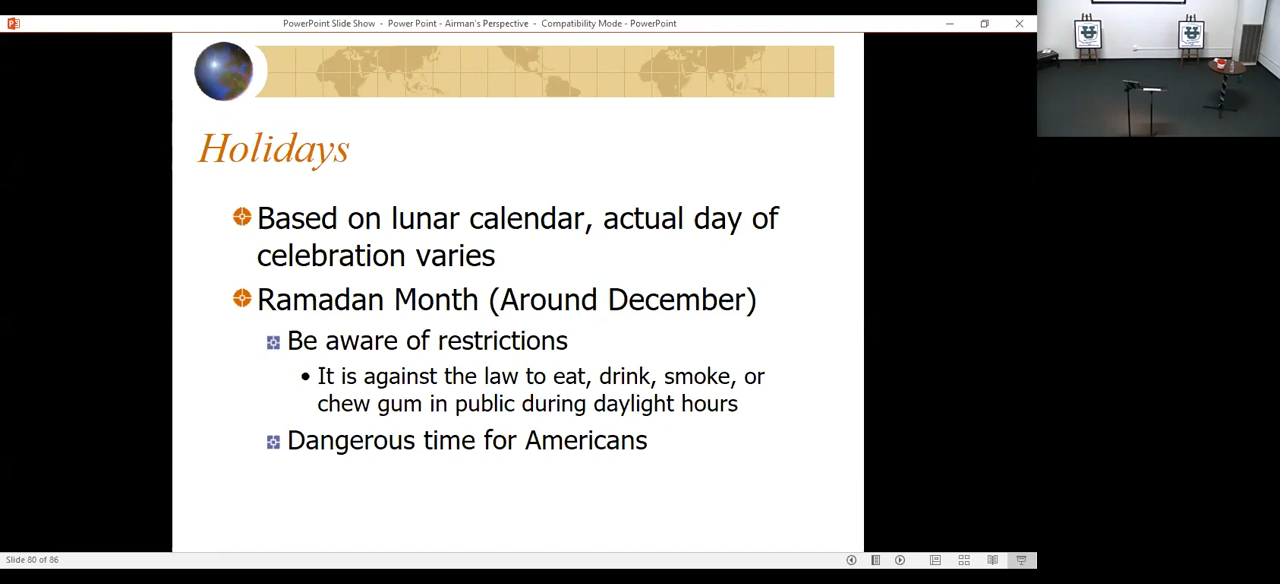 PowerPoint Slide Show - Power Point - Airman's Perspective - Compatibility Mode - PowerPoint
Holidays
Based on lunar calendar, actual day of
celebration varies
Ramadan Month (Around December)
Be aware of restrictions
• It is against the law to eat, drink, smoke, or
chew gum in public during daylight hours
Dangerous time for Americans
Slide 80 of 86